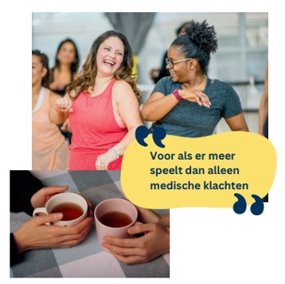 Voor als er meer
speelt dan alleen
medische klachten